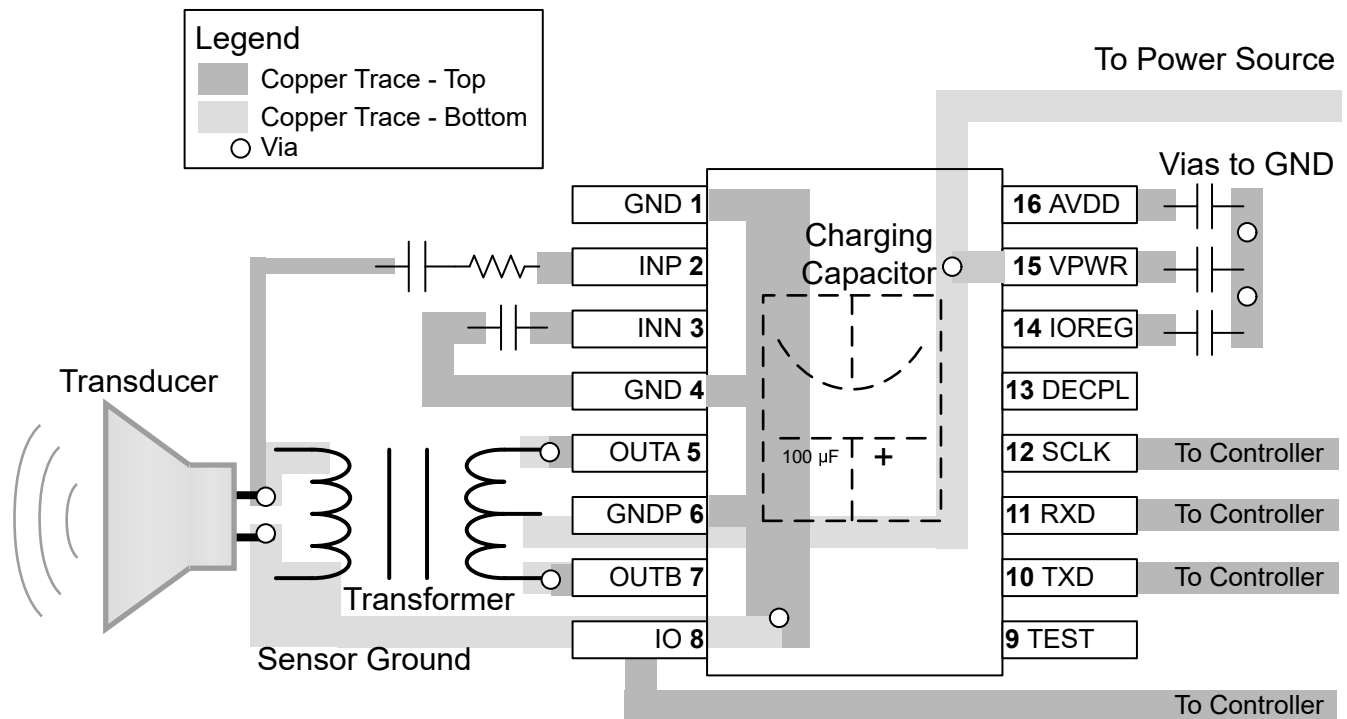 Legend
Copper Trace - Top
Copper Trace - Bottom
Via
To Power Source
Vias to GND
GND 1
INP 2
INN 3
GND 4
OUTA 5
GNDP 6
OUTB 7
IO 8
Charging
Capacitor
100 µF
+
16 AVDD
15 VPWR
14 IOREG
13 DECPL
12 SCLK
To Controller
11 RXD
To Controller
10 TXD
To Controller
9 TEST
To Controller
Transducer
Transformer
Sensor Ground